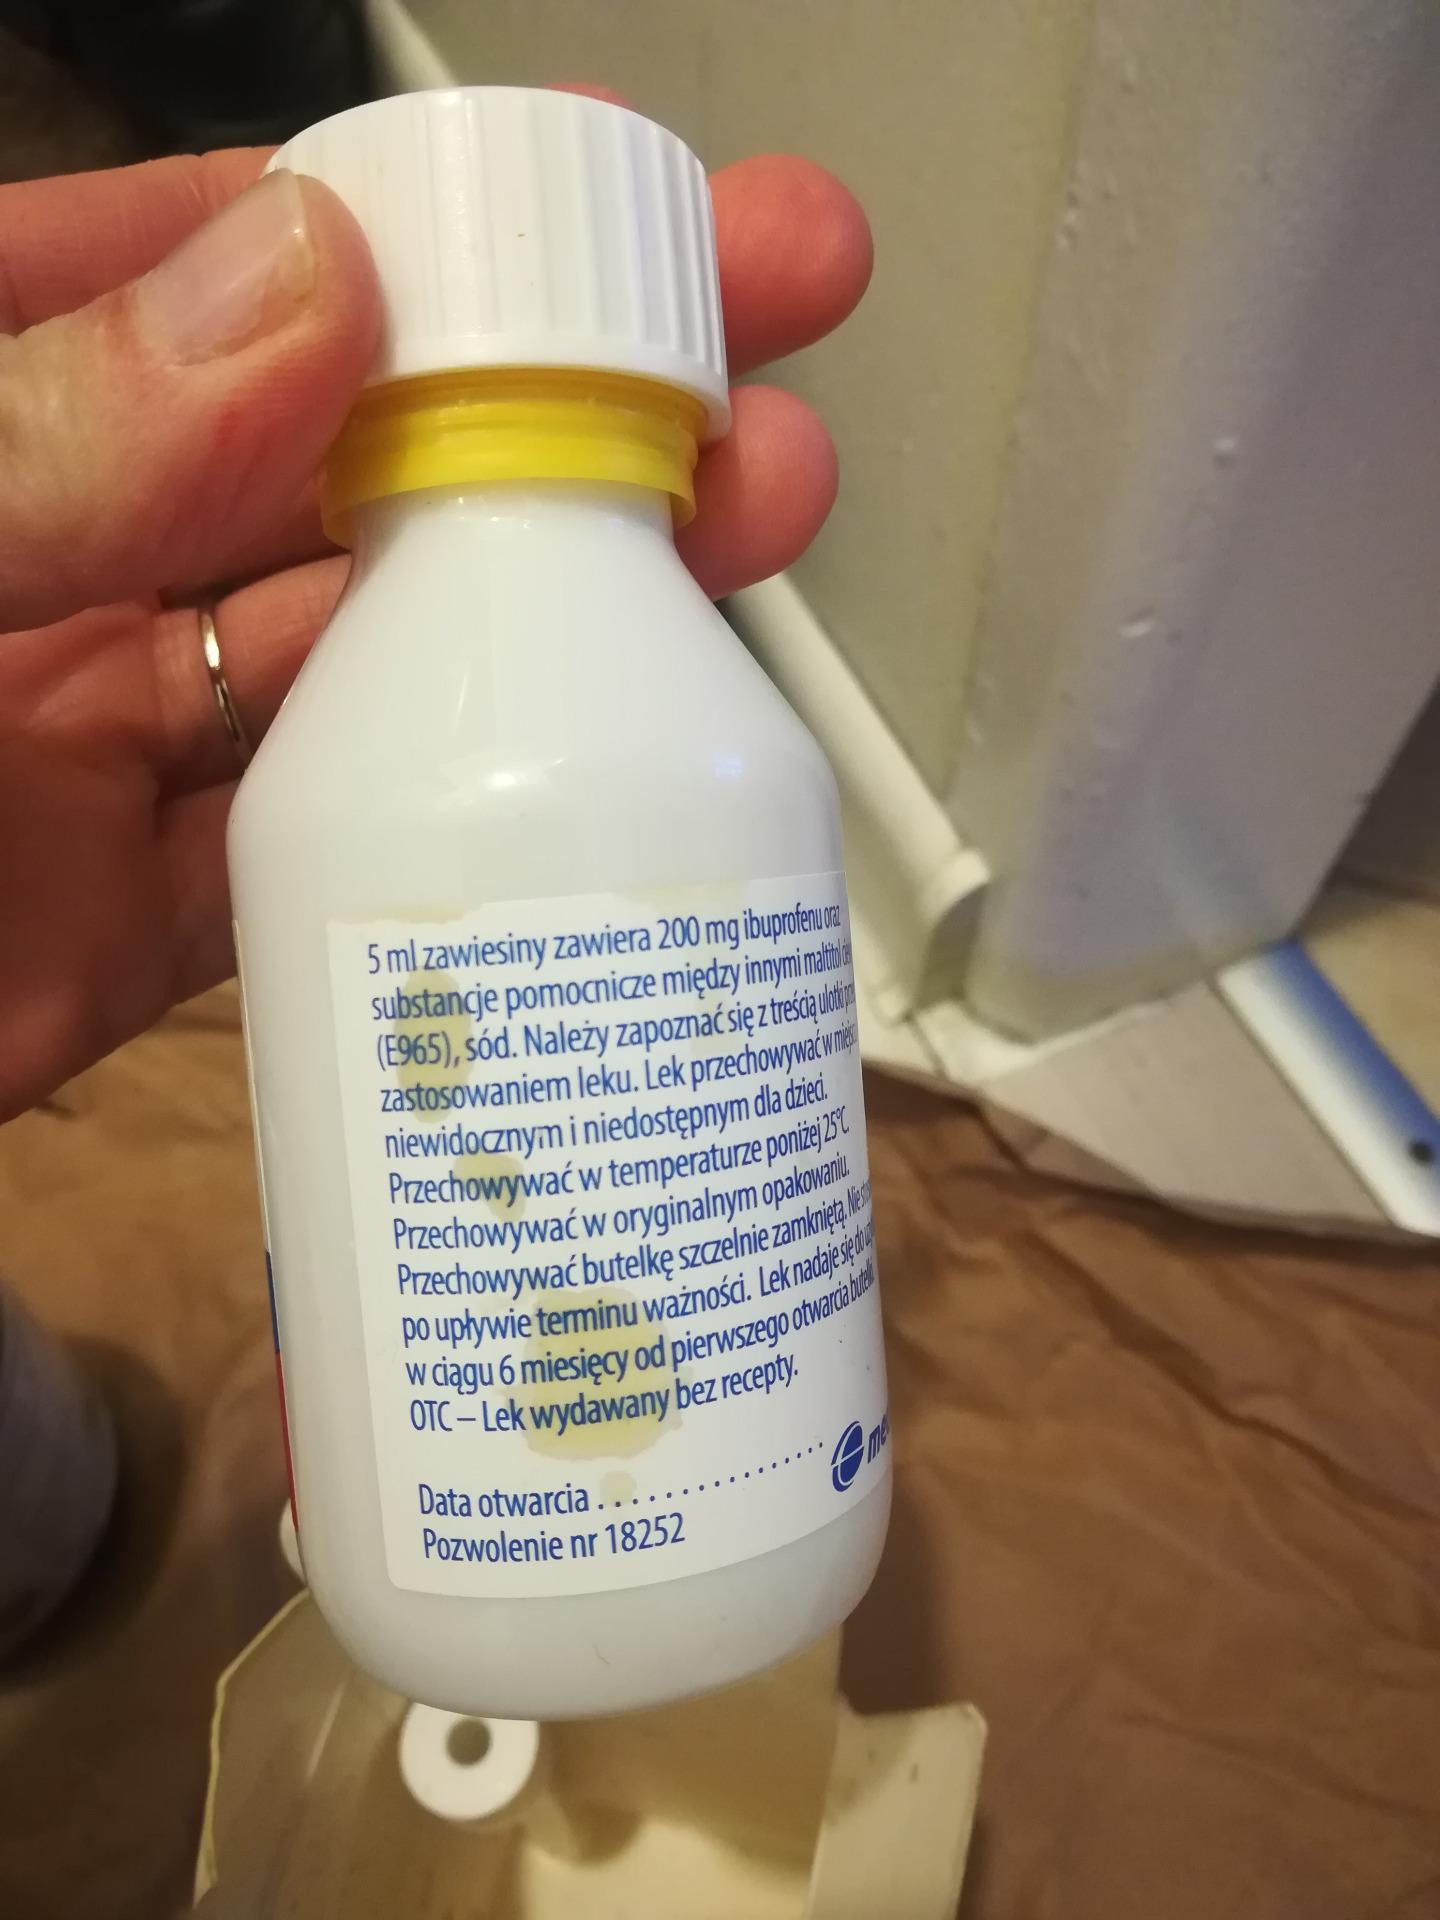 5 ml zawiesiny zawiera 200 mg ibuprofenu oraz
substancje pomocnicze między innymi maltitol
(E965), sód. Należy zapoznać się z treścią ulotki
zastosowaniem leku. Lek przechowywać w
niewidocznym i niedostępnym dla dzieci.
Przechowywać w temperaturze poniżej 25°C.
Przechowywać w oryginalnym opakowaniu.
Przechowywać butelkę szczelnie zamkniętą. Nie
po upływie terminu ważności. Lek nadaje się do
w ciągu 6 miesięcy od pierwszego otwarcia butelki.
OTC – Lek wydawany bez recepty.
Data otwarcia ..................
Pozwolenie nr 18252